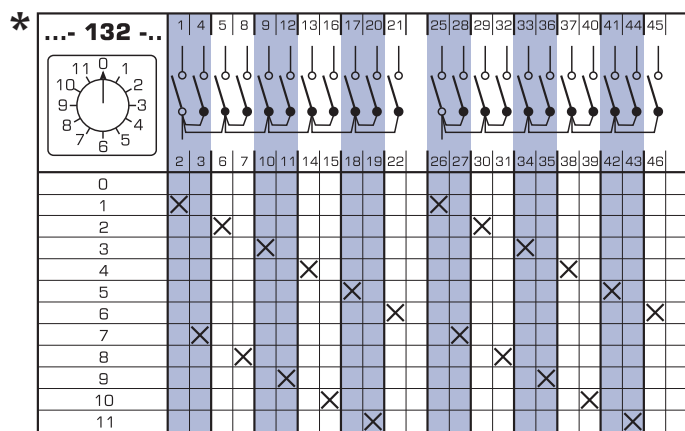 * ...- 132 -..
1 4 5 8 9 12 13 16 17 20 21 25 28 29 32 33 36 37 40 41 44 45
0 1 2 3 4 5 6 7 8 9 10 11
2 3 6 7 10 11 14 15 18 19 22 26 27 30 31 34 35 38 39 42 43 46
0
1 X X
2 X X
3 X X
4 X X
5 X X
6 X X
7 X X
8 X X
9 X X
10 X X
11 X X